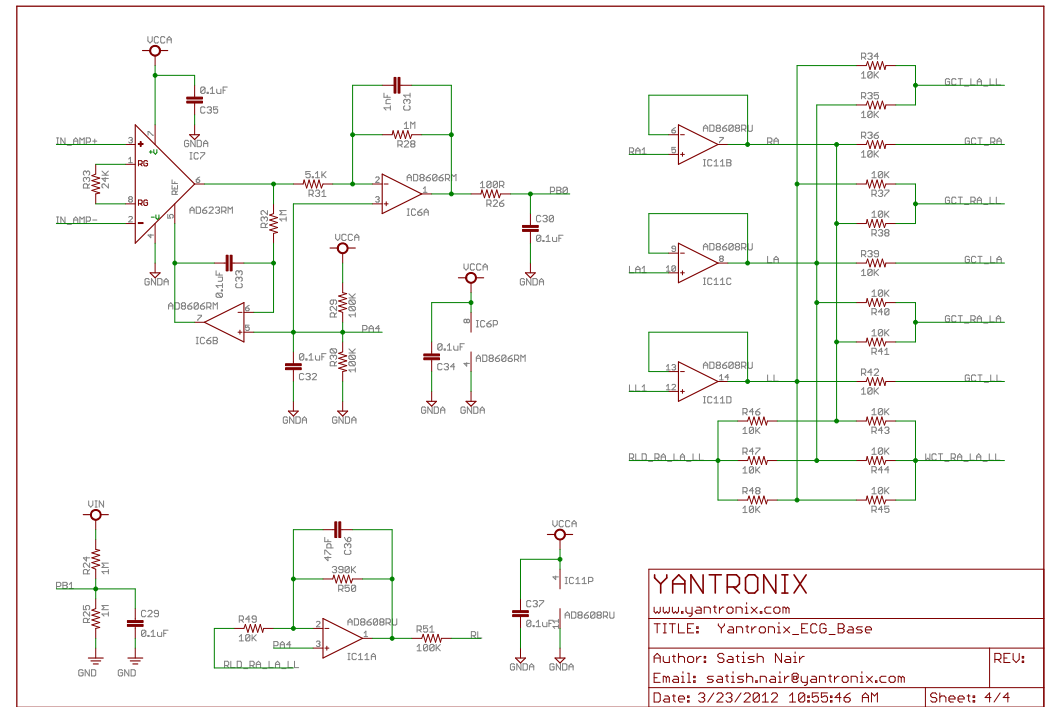 VCCA
0.1uF
C35
GNDA
IN_AMP+
3
+
7
+V
IC7
1
RG
R33
24K
8
RG
REF
6
5
AD623RM
IN_AMP-
2
-
-V
4
GNDA
R32
1M
0.1uF
C33
AD8606RM
7
6
5
IC6B
1nF
C31
1M
R28
5.1K
R31
AD8606RM
2
3
1
IC6A
100R
R26
PB0
C30
0.1uF
GNDA
VCCA
R29
100K
PA4
R30
100K
0.1uF
C32
GNDA
GNDA
VCCA
8
IC6P
0.1uF
C34
4
AD8606RM
GNDA
GNDA
AD8608RU
6
5
7
RA1
IC11B
RA
AD8608RU
9
10
8
LA1
IC11C
LA
AD8608RU
13
12
14
LL1
IC11D
LL
R34
10K
GCT_LA_LL
R35
10K
R36
10K
GCT_RA
10K
R37
GCT_RA_LL
10K
R38
R39
10K
GCT_LA
10K
R40
GCT_RA_LA
10K
R41
R42
10K
GCT_LL
R46
10K
10K
R43
RLD_RA_LA_LL
R47
10K
10K
R44
WCT_RA_LA_LL
R48
10K
10K
R45
VIN
R24
1M
PB1
R25
1M
C29
0.1uF
GND
GND
47pF
C36
390K
R50
R49
10K
AD8608RU
2
PA4
3
1
IC11A
RLD_RA_LA_LL
R51
100K
RL
VCCA
4
IC11P
C37
0.1uF
11
AD8608RU
GNDA
GNDA
YANTRONIX
www.yantronix.com
TITLE: Yantronix_ECG_Base
Author: Satish Nair
REV:
Email: satish.nair@yantronix.com
Date: 3/23/2012 10:55:46 AM
Sheet: 4/4